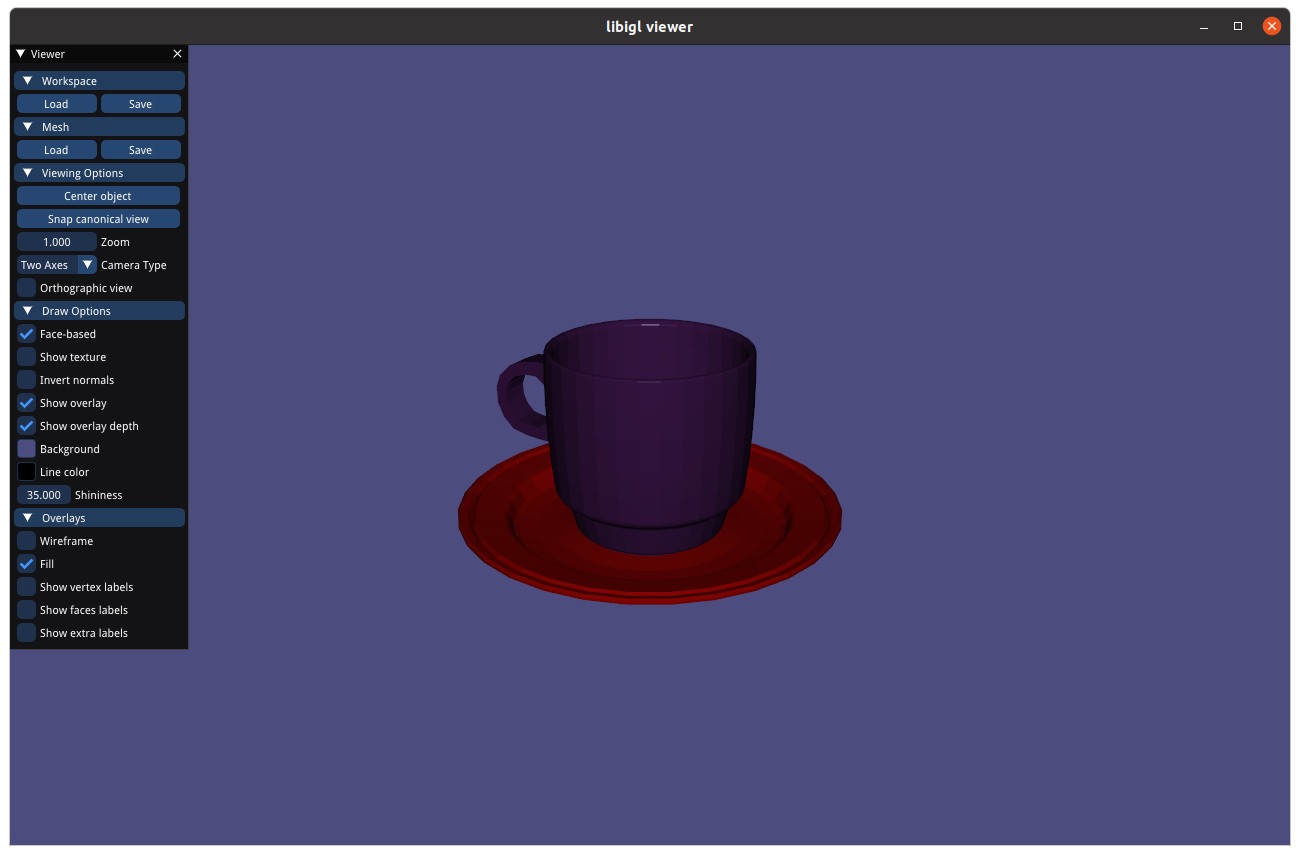 libigl viewer
Viewer
Workspace
Load Save
Mesh
Load Save
Viewing Options
Center object
Snap canonical view
1.000 Zoom
Two Axes Camera Type
Orthographic view
Draw Options
Face-based
Show texture
Invert normals
Show overlay
Show overlay depth
Background
Line color
35.000 Shininess
Overlays
Wireframe
Fill
Show vertex labels
Show faces labels
Show extra labels